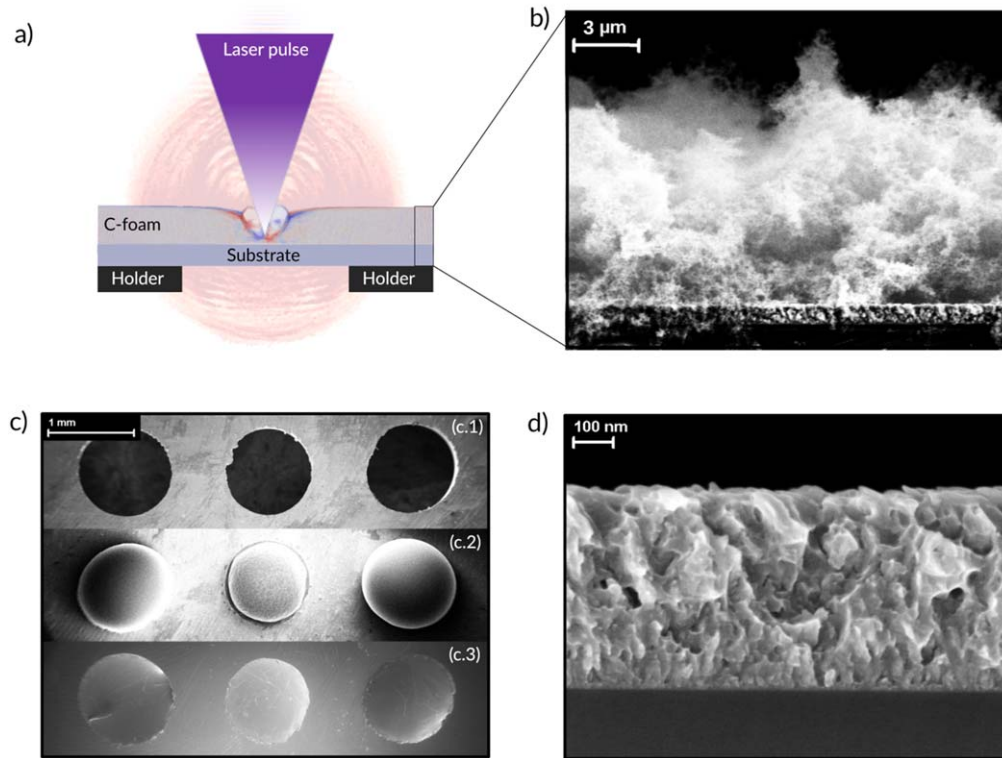 a)
Laser pulse
C-foam
Substrate
Holder
Holder
b)
3 µm
c)
1 mm
(c.1)
(c.2)
(c.3)
d)
100 nm